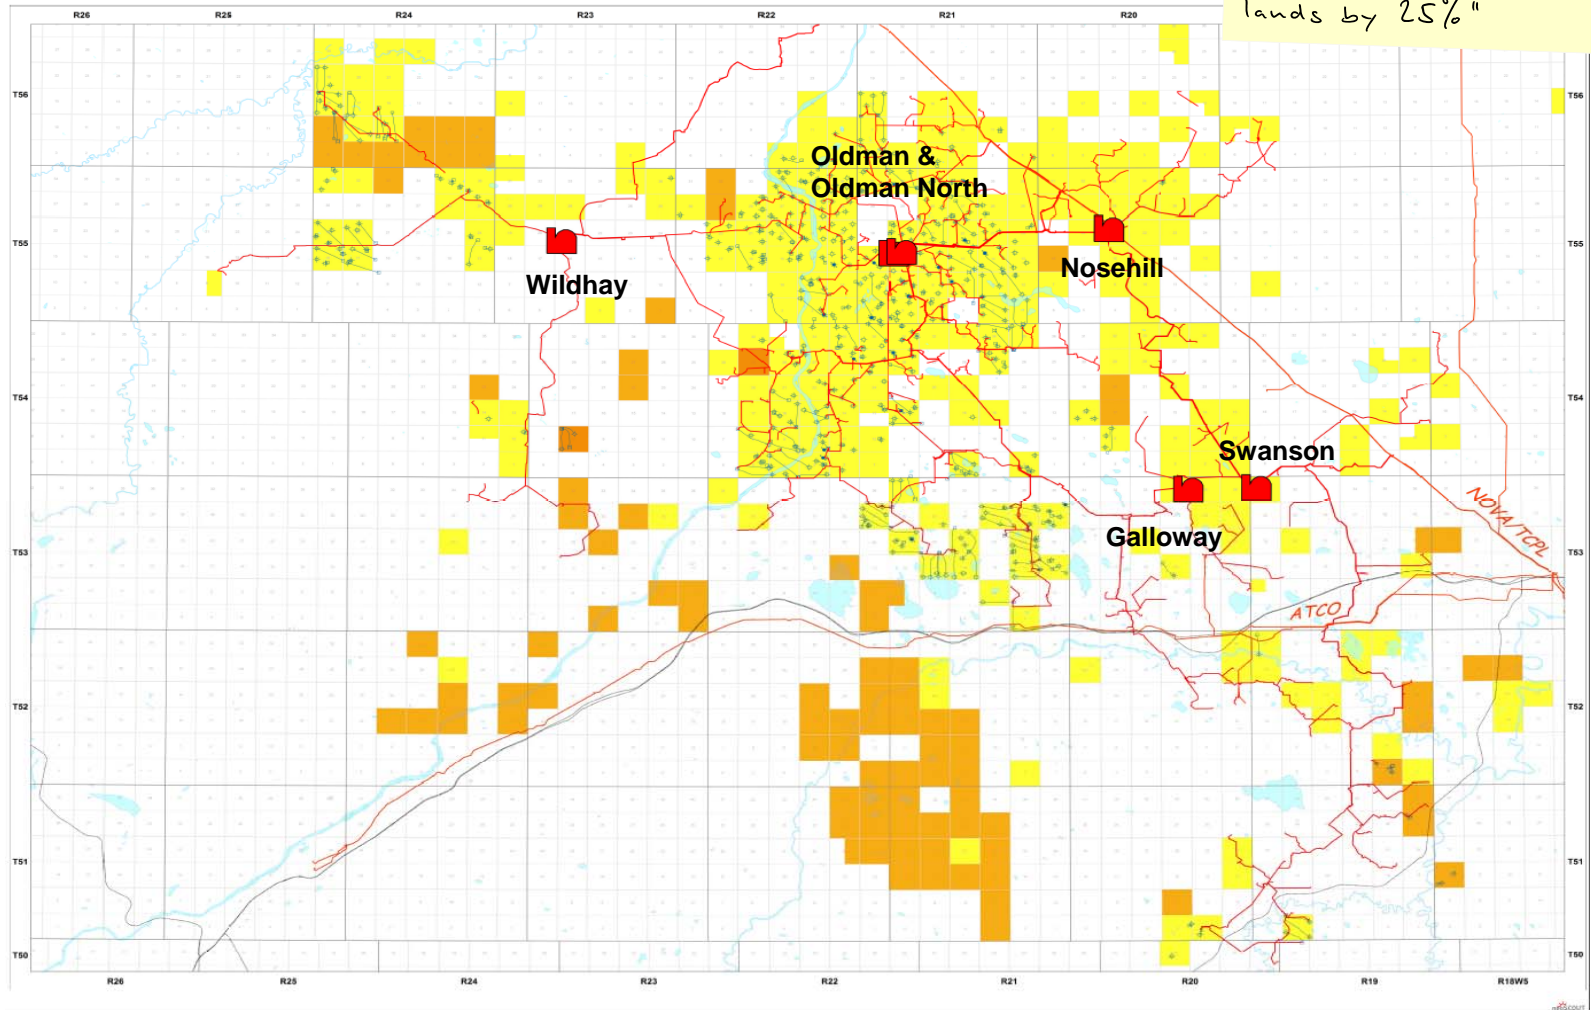 R26 R25 R24 R23 R22 R21 R20
lands by 25%"
T56 T56
Oldman &
Oldman North
T55 T55
Nosehill
Wildhay
T54 T54
Swanson
NOVA/TCPL
Galloway
T53 T53
ATCO
T52 T52
T51 T51
T50 T50
R26 R25 R24 R23 R22 R21 R20 R19 R18W5